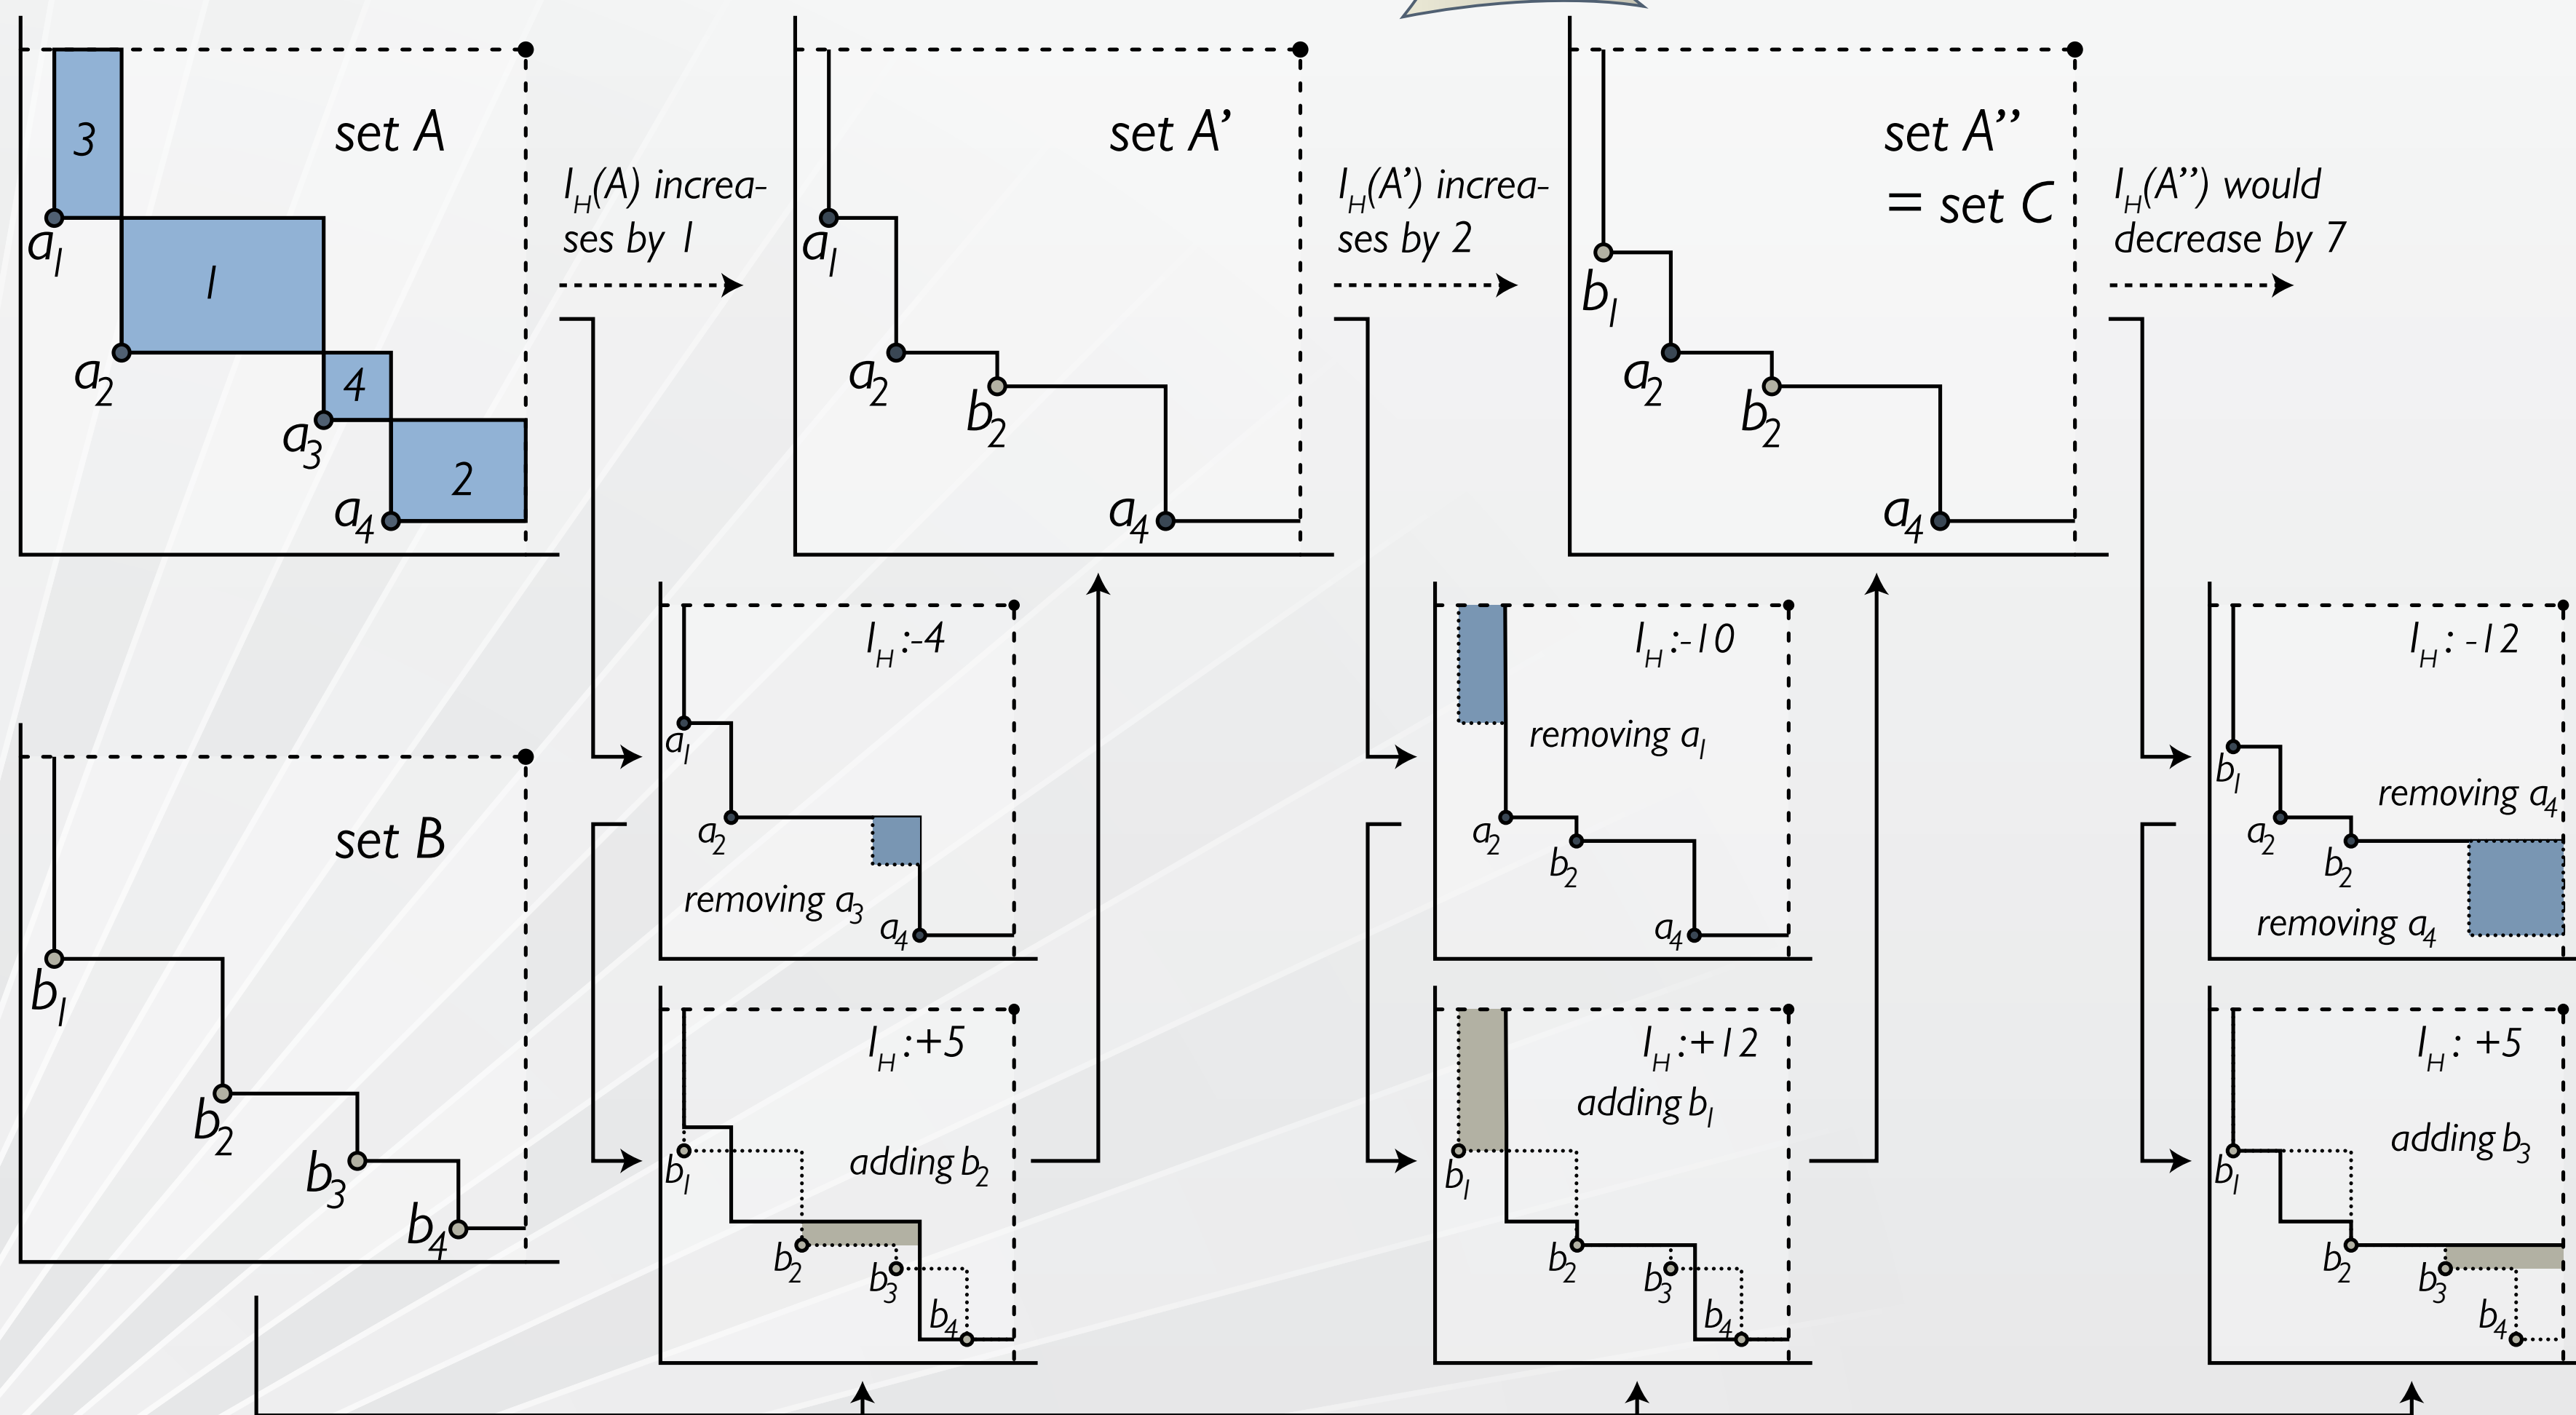 3
set A
1
a1
a2
4
a3
2
a4
I_H(A) increa-
ses by 1
set A’
a1
a2
b2
a4
I_H(A’) increa-
ses by 2
set A’’
= set C
b1
a2
b2
a4
I_H(A’’) would
decrease by 7
set B
b1
b2
b3
b4
I_H:-4
a1
a2
removing a3
a4
I_H:+5
b1
adding b2
b2
b3
b4
I_H:-10
removing a1
a2
b2
a4
I_H:+12
adding b1
b1
b2
b3
b4
I_H: -12
b1
removing a4
a2
b2
removing a4
I_H: +5
adding b3
b1
b2
b3
b4